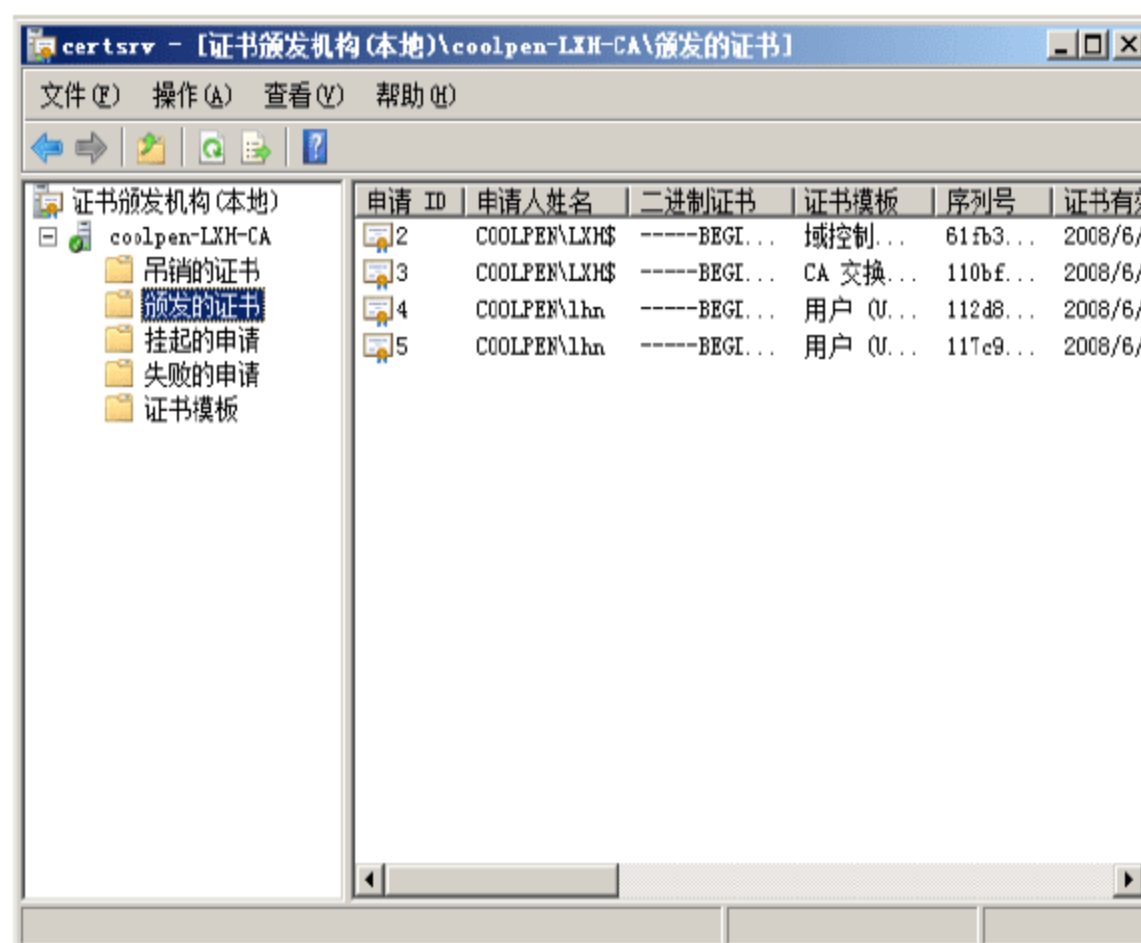 certsrv - [证书颁发机构(本地)\coolpen-LXH-CA\颁发的证书]
文件(F) 操作(A) 查看(V) 帮助(H)
证书颁发机构(本地)
coolpen-LXH-CA
吊销的证书
颁发的证书
挂起的申请
失败的申请
证书模板
申请 ID 申请人姓名 二进制证书 证书模板 序列号 证书有
2 COOLPEN\LXH$ -----BEGI... 域控制... 61fb3... 2008/6/
3 COOLPEN\LXH$ -----BEGI... CA 交换... 110bf... 2008/6/
4 COOLPEN\lhn -----BEGI... 用户 (U... 112d8... 2008/6/
5 COOLPEN\lhn -----BEGI... 用户 (U... 117c9... 2008/6/